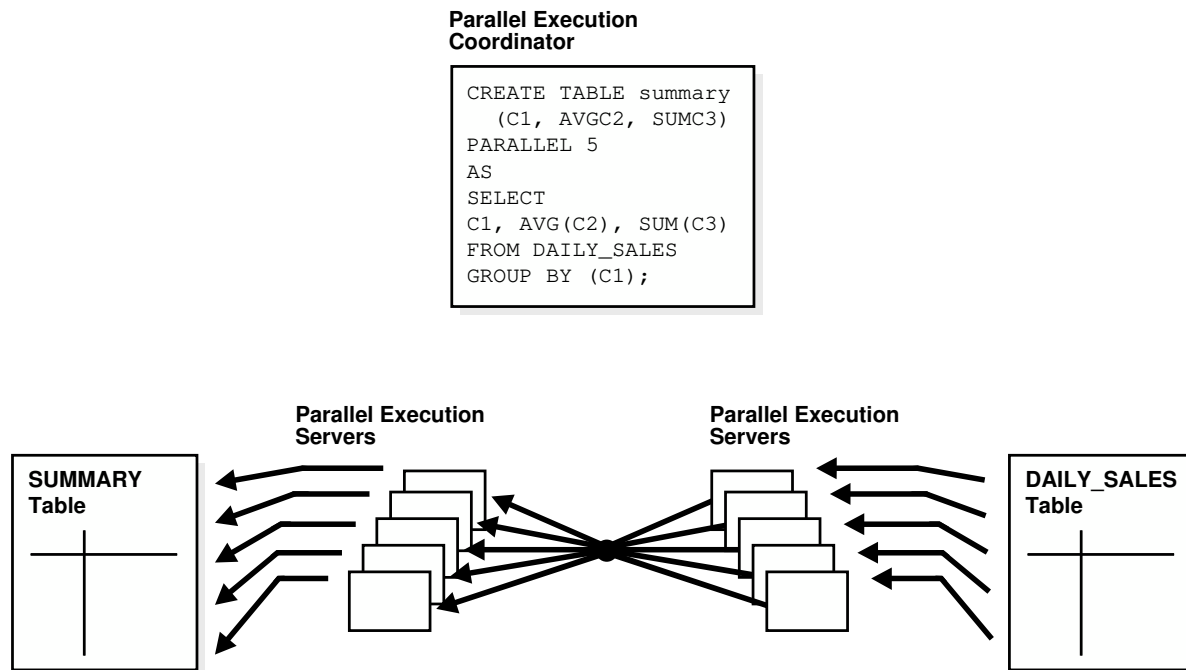 Parallel Execution
Coordinator
CREATE TABLE summary
(C1, AVGC2, SUMC3)
PARALLEL 5
AS
SELECT
C1, AVG(C2), SUM(C3)
FROM DAILY_SALES
GROUP BY (C1);
Parallel Execution
Servers
Parallel Execution
Servers
SUMMARY
Table
DAILY_SALES
Table